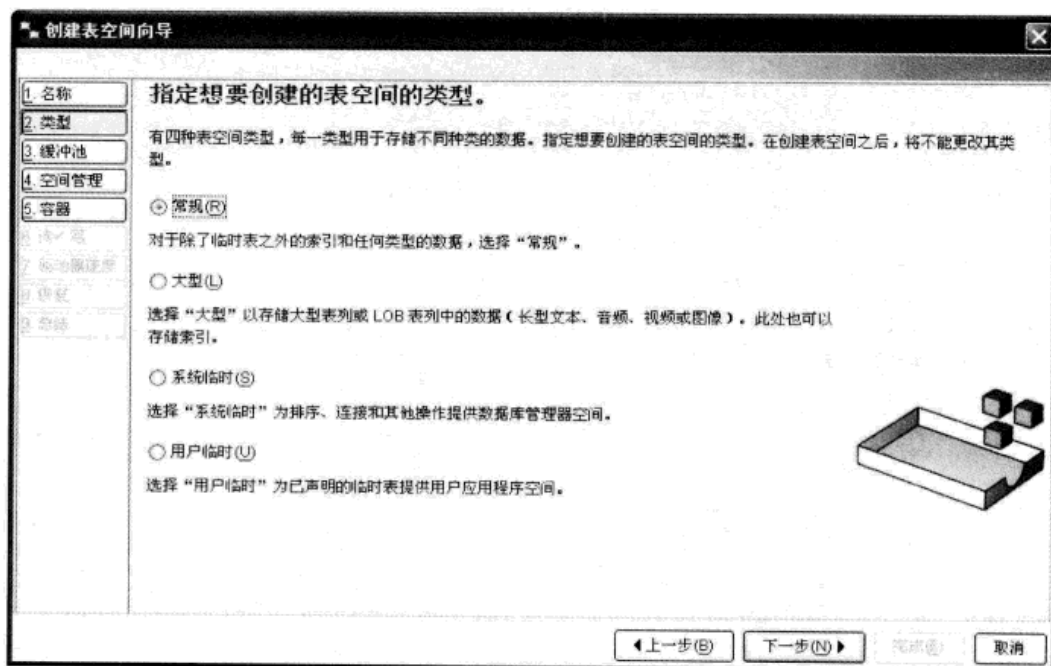 创建表空间向导
1. 名称
2. 类型
3. 缓冲池
4. 空间管理
5. 容器
指定想要创建的表空间的类型。
有四种表空间类型，每一类型用于存储不同种类的数据。指定想要创建的表空间的类型。在创建表空间之后，将不能更改其类
型。
常规(R)
对于除了临时表之外的索引和任何类型的数据，选择“常规”。
大型(L)
选择“大型”以存储大型表列或 LOB 表列中的数据（长型文本、音频、视频或图像）。此处也可以
存储索引。
系统临时(S)
选择“系统临时”为排序、连接和其他操作提供数据库管理器空间。
用户临时(U)
选择“用户临时”为已声明的临时表提供用户应用程序空间。
上一步(B)
下一步(N)
取消